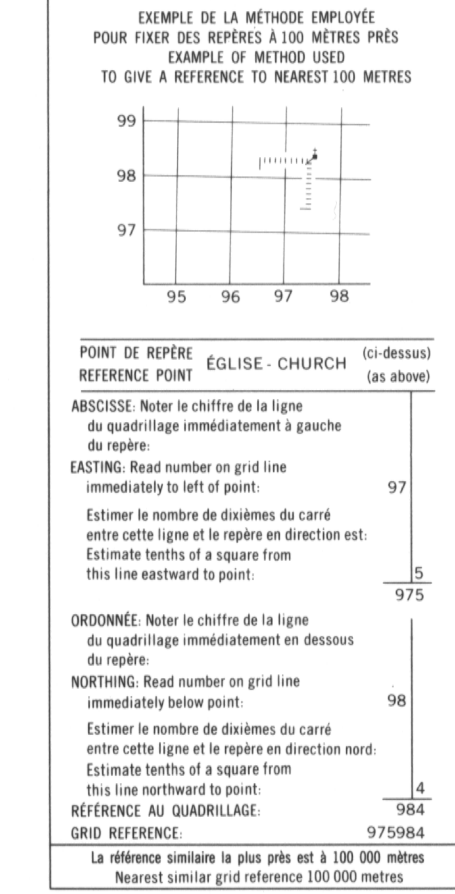 EXEMPLE DE LA MÉTHODE EMPLOYÉE
POUR FIXER DES REPÈRES À 100 MÈTRES PRÈS
EXAMPLE OF METHOD USED
TO GIVE A REFERENCE TO NEAREST 100 METRES
99
98
97
95 96 97 98
POINT DE REPÈRE
REFERENCE POINT
ÉGLISE - CHURCH
(ci-dessus)
(as above)
ABSCISSE: Noter le chiffre de la ligne
du quadrillage immédiatement à gauche
du repère:
EASTING: Read number on grid line
immediately to left of point: 97
Estimer le nombre de dixièmes du carré
entre cette ligne et le repère en direction est:
Estimate tenths of a square from
this line eastward to point: 5
975
ORDONNÉE: Noter le chiffre de la ligne
du quadrillage immédiatement en dessous
du repère:
NORTHING: Read number on grid line
immediately below point: 98
Estimer le nombre de dixièmes du carré
entre cette ligne et le repère en direction nord:
Estimate tenths of a square from
this line northward to point: 4
RÉFÉRENCE AU QUADRILLAGE: 984
GRID REFERENCE: 975984
La référence similaire la plus près est à 100 000 mètres
Nearest similar grid reference 100 000 metres